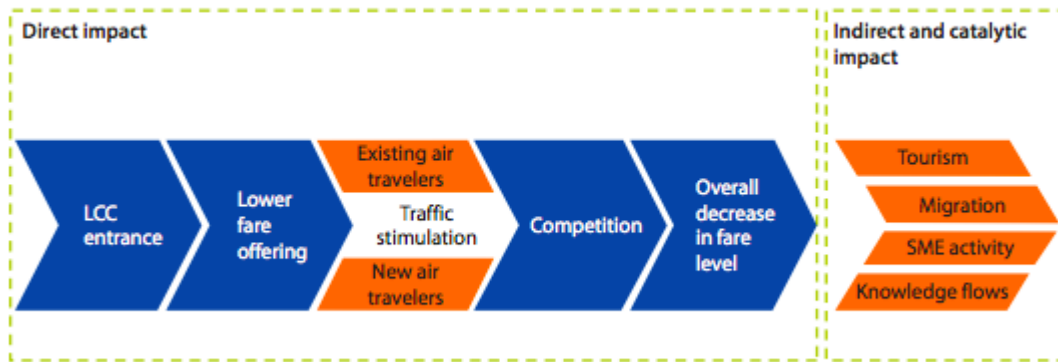 Direct impact
Indirect and catalytic
impact
LCC
entrance
Lower
fare
offering
Existing air
travelers
Traffic
stimulation
New air
travelers
Competition
Overall
decrease
in fare
level
Tourism
Migration
SME activity
Knowledge flows